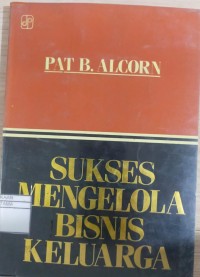 PAT B. ALCORN
SUKSES
MENGELOLA
BISNIS
KELUARGA